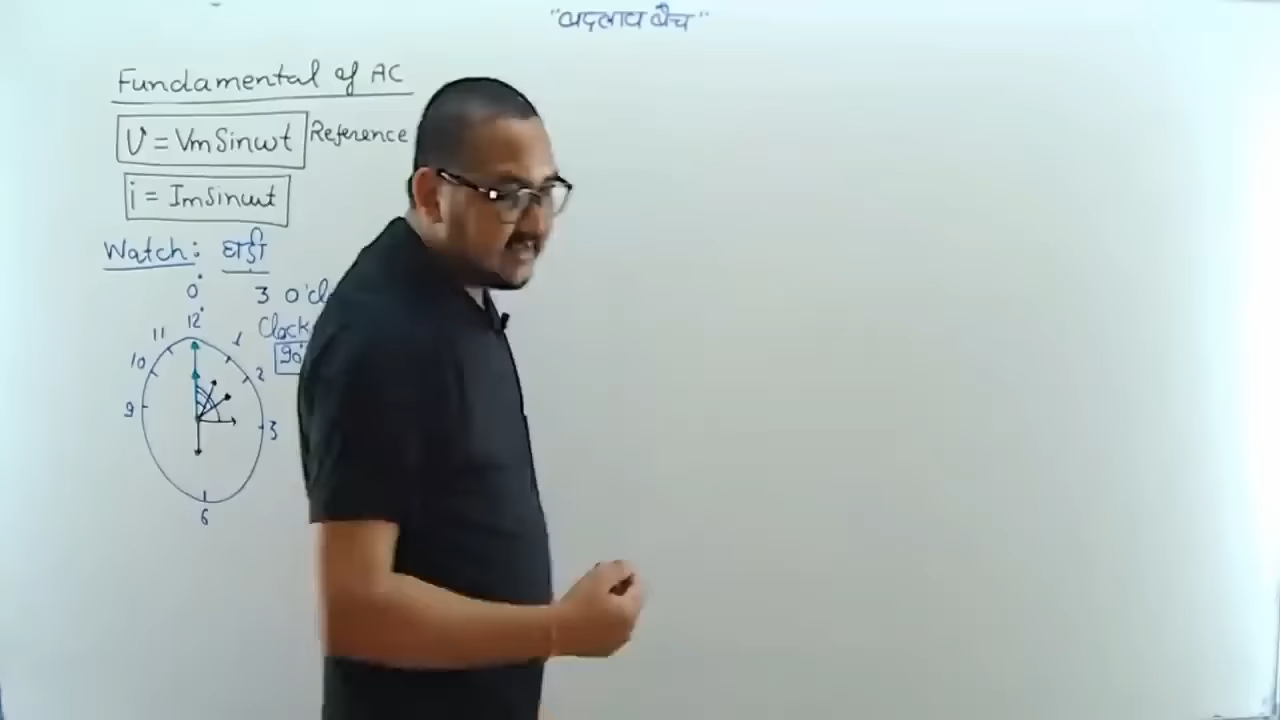 "बदलाव बैच"
Fundamental of AC
V = VmSinωt Reference
i = ImSinωt
Watch: घड़ी
0° 3 o'cl
12 Clock
11 1 90°
10 2
9 3
6